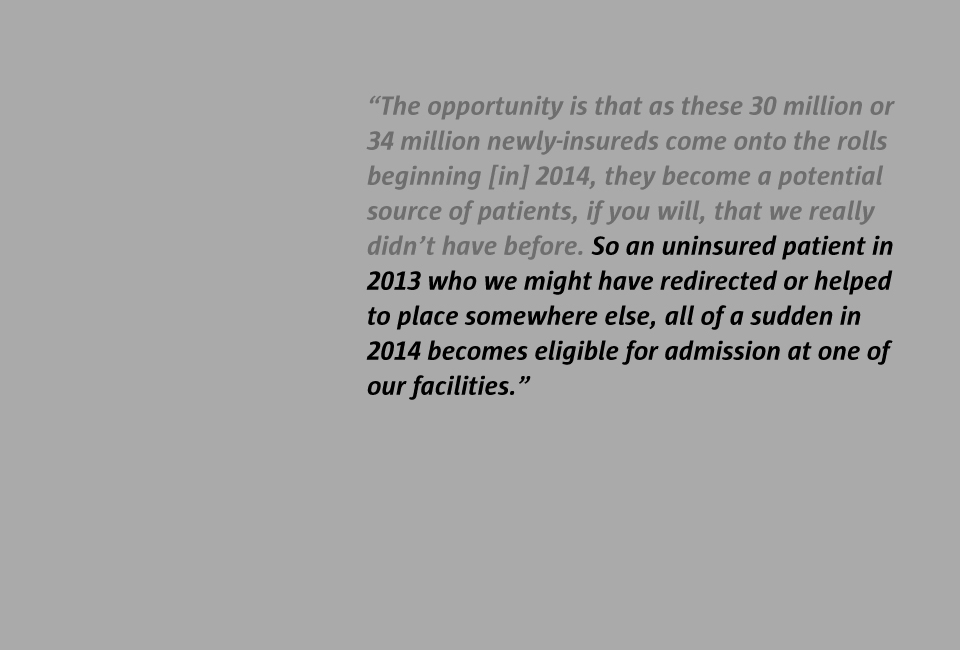 “The opportunity is that as these 30 million or
34 million newly-insureds come onto the rolls
beginning [in] 2014, they become a potential
source of patients, if you will, that we really
didn’t have before. So an uninsured patient in
2013 who we might have redirected or helped
to place somewhere else, all of a sudden in
2014 becomes eligible for admission at one of
our facilities.”